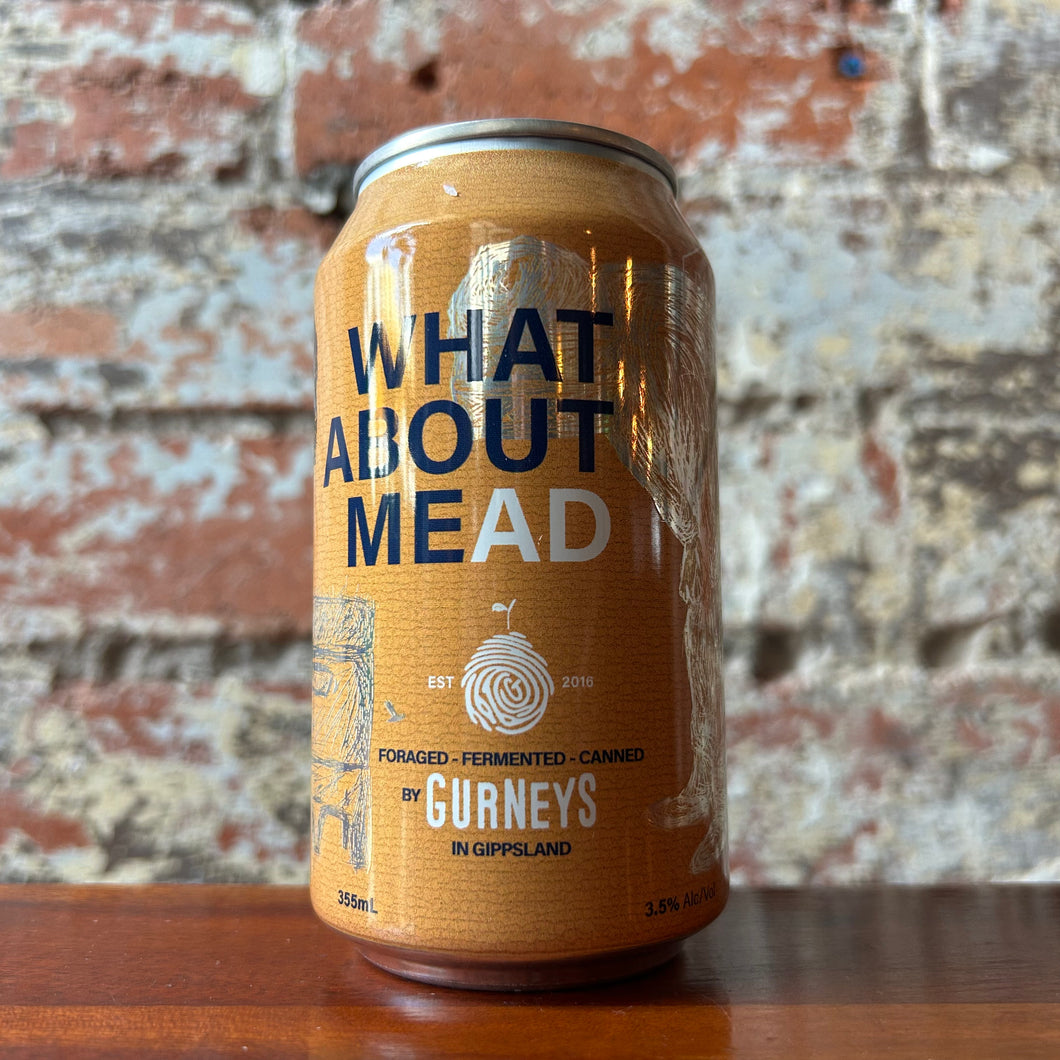 WHAT
ABOUT
MEAD
EST 2016
FORAGED - FERMENTED - CANNED
BY GURNEYS
IN GIPPSLAND
355mL 3.5% Alc/Vol